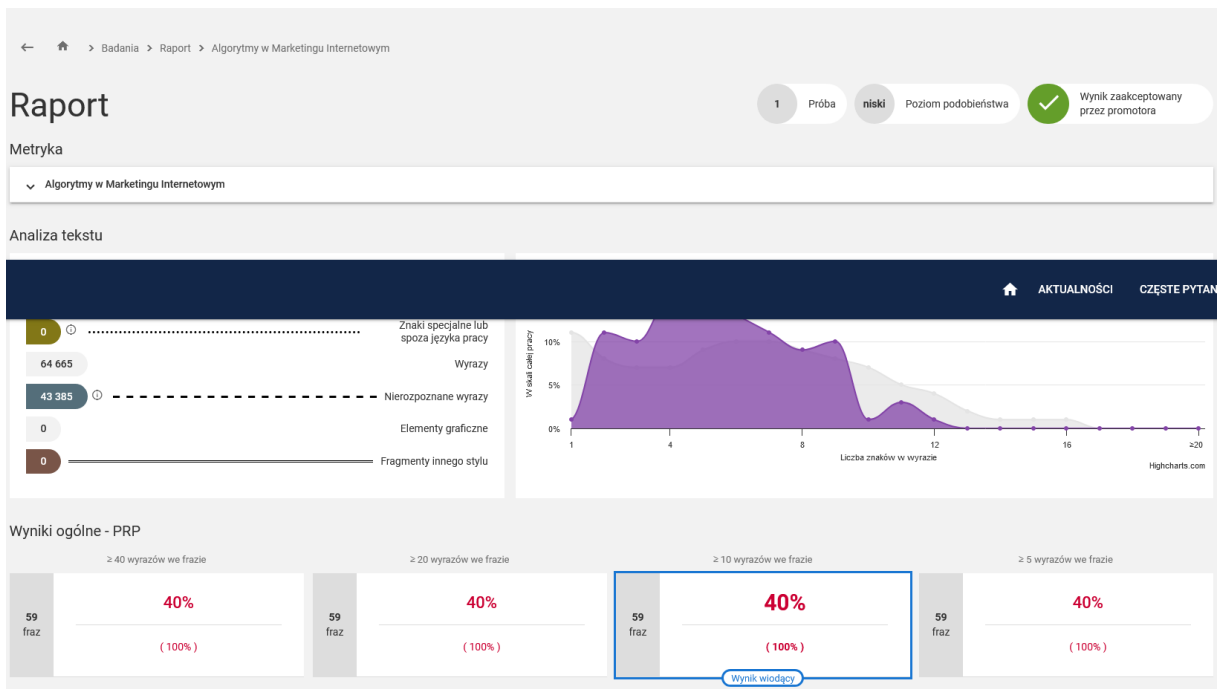 > Badania > Raport > Algorytmy w Marketingu Internetowym
Raport
1 Próba
niski Poziom podobieństwa
Wynik zaakceptowany
przez promotora
Metryka
Algorytmy w Marketingu Internetowym
Analiza tekstu
AKTUALNOŚCI CZĘSTE PYTAN
0 Znaki specjalne lub
spoza języka pracy
64 665 Wyrazy
43 385 Nierozpoznane wyrazy
0 Elementy graficzne
0 Fragmenty innego stylu
W skali całej pracy
10%
5%
0%
1 4 8 12 16 ≥20
Liczba znaków w wyrazie
Highcharts.com
Wyniki ogólne - PRP
≥ 40 wyrazów we frazie ≥ 20 wyrazów we frazie ≥ 10 wyrazów we frazie ≥ 5 wyrazów we frazie
40% 40% 40% 40%
59 59 59 59
fraz fraz fraz fraz
( 100% ) ( 100% ) ( 100% ) ( 100% )
Wynik wiodący